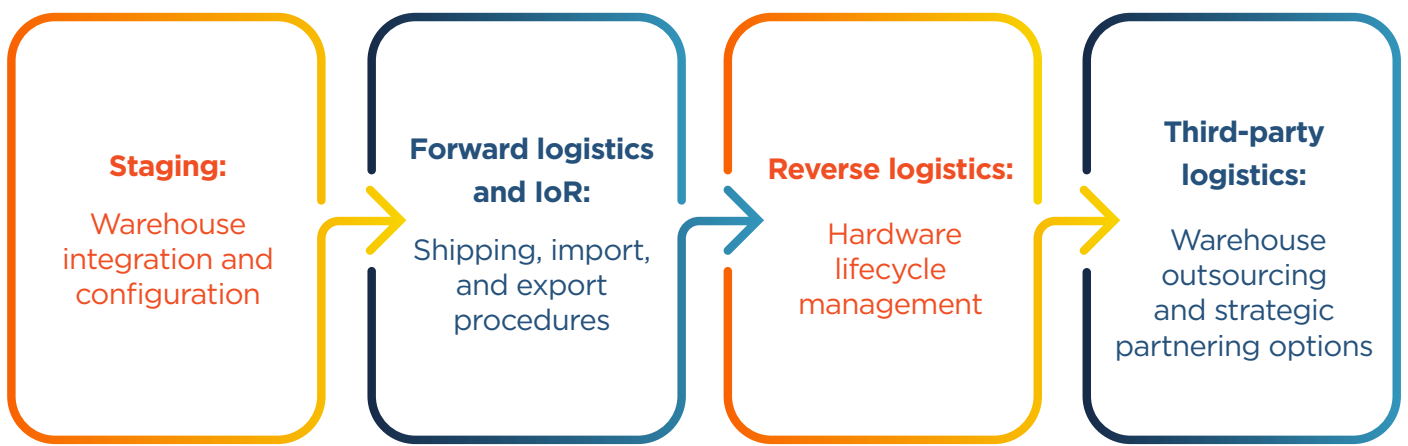 Staging:
Warehouse
integration and
configuration
Forward logistics
and IoR:
Shipping, import,
and export
procedures
Reverse logistics:
Hardware
lifecycle
management
Third-party
logistics:
Warehouse
outsourcing
and strategic
partnering options